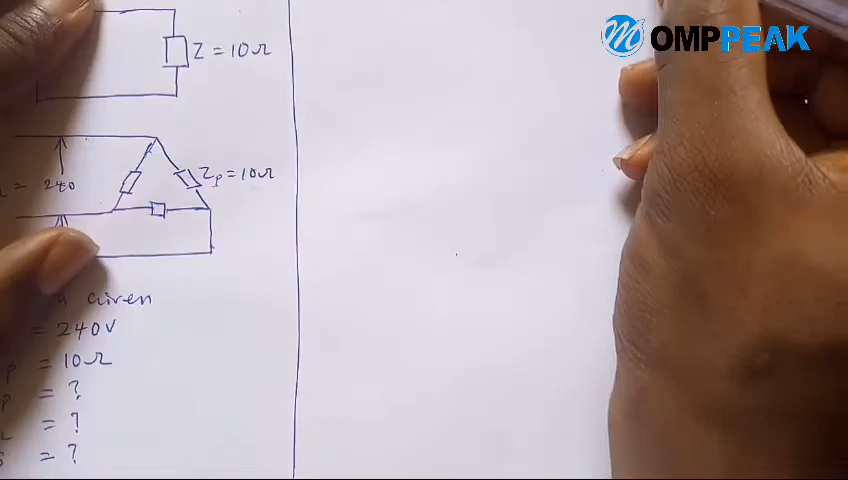 OMPPEAK
Z = 10Ω
= 240
Zp = 10Ω
Given
= 240V
p = 10Ω
p = ?
L = ?
= ?